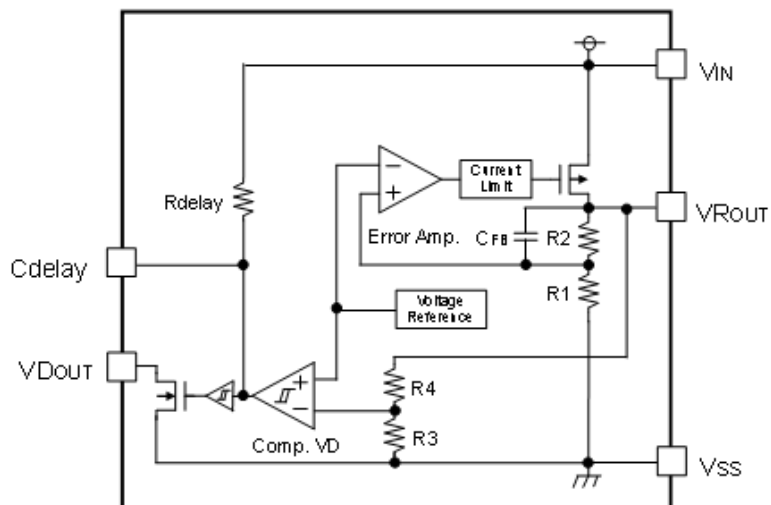 VIN
−
+
Current
Limit
Rdelay
Error Amp.
CFB
R2
VROUT
Cdelay
R1
Voltage
Reference
VDOUT
+
−
R4
Comp. VD
R3
VSS